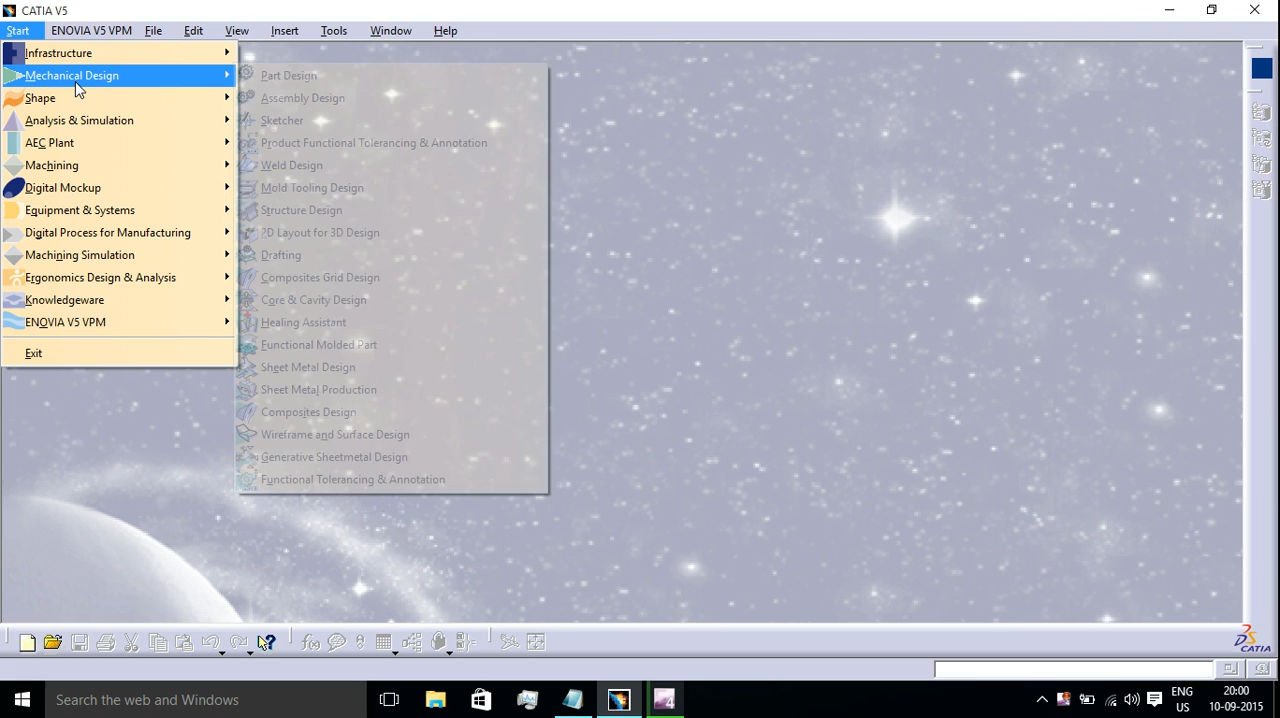 CATIA V5
Start ENOVIA V5 VPM File Edit View Insert Tools Window Help
Infrastructure
Mechanical Design
Shape
Analysis & Simulation
AEC Plant
Machining
Digital Mockup
Equipment & Systems
Digital Process for Manufacturing
Machining Simulation
Ergonomics Design & Analysis
Knowledgeware
ENOVIA V5 VPM
Exit
Part Design
Assembly Design
Sketcher
Product Functional Tolerancing & Annotation
Weld Design
Mold Tooling Design
Structure Design
2D Layout for 3D Design
Drafting
Composites Grid Design
Core & Cavity Design
Healing Assistant
Functional Molded Part
Sheet Metal Design
Sheet Metal Production
Composites Design
Wireframe and Surface Design
Generative Sheetmetal Design
Functional Tolerancing & Annotation
f(x)
CATIA
Search the web and Windows
4
ENG
US
20:00
10-09-2015